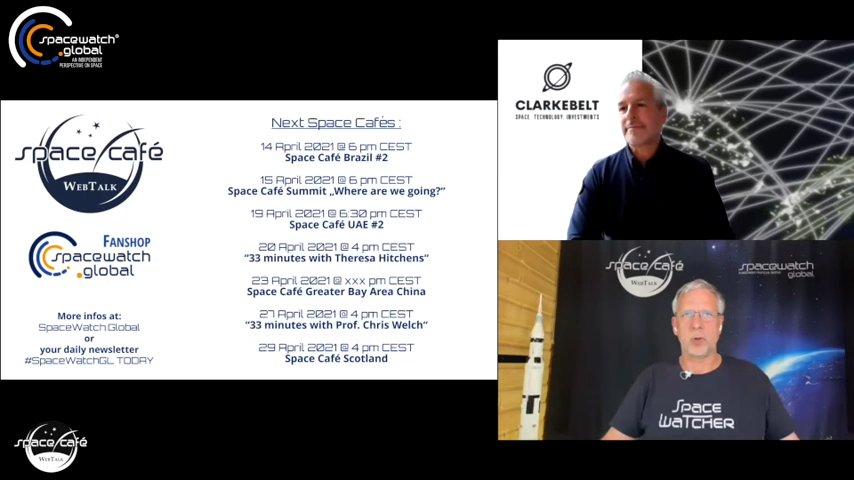 spacewatch®
.global
AN INDEPENDENT
PERSPECTIVE ON SPACE
space café
WEBTALK
FANSHOP
spacewatch
.global
More infos at:
SpaceWatch.Global
or
your daily newsletter
#SpaceWatchGL TODAY
Next Space Cafés :
14 April 2021 @ 6 pm CEST
Space Café Brazil #2
15 April 2021 @ 6 pm CEST
Space Café Summit „Where are we going?“
19 April 2021 @ 6:30 pm CEST
Space Café UAE #2
20 April 2021 @ 4 pm CEST
“33 minutes with Theresa Hitchens”
23 April 2021 @ xxx pm CEST
Space Café Greater Bay Area China
27 April 2021 @ 4 pm CEST
“33 minutes with Prof. Chris Welch”
29 April 2021 @ 4 pm CEST
Space Café Scotland
CLARKEBELT
SPACE TECHNOLOGY INVESTMENTS
space café
WEBTALK
spacewatch
.global
SPACE
WATCHER
space café
WEBTALK